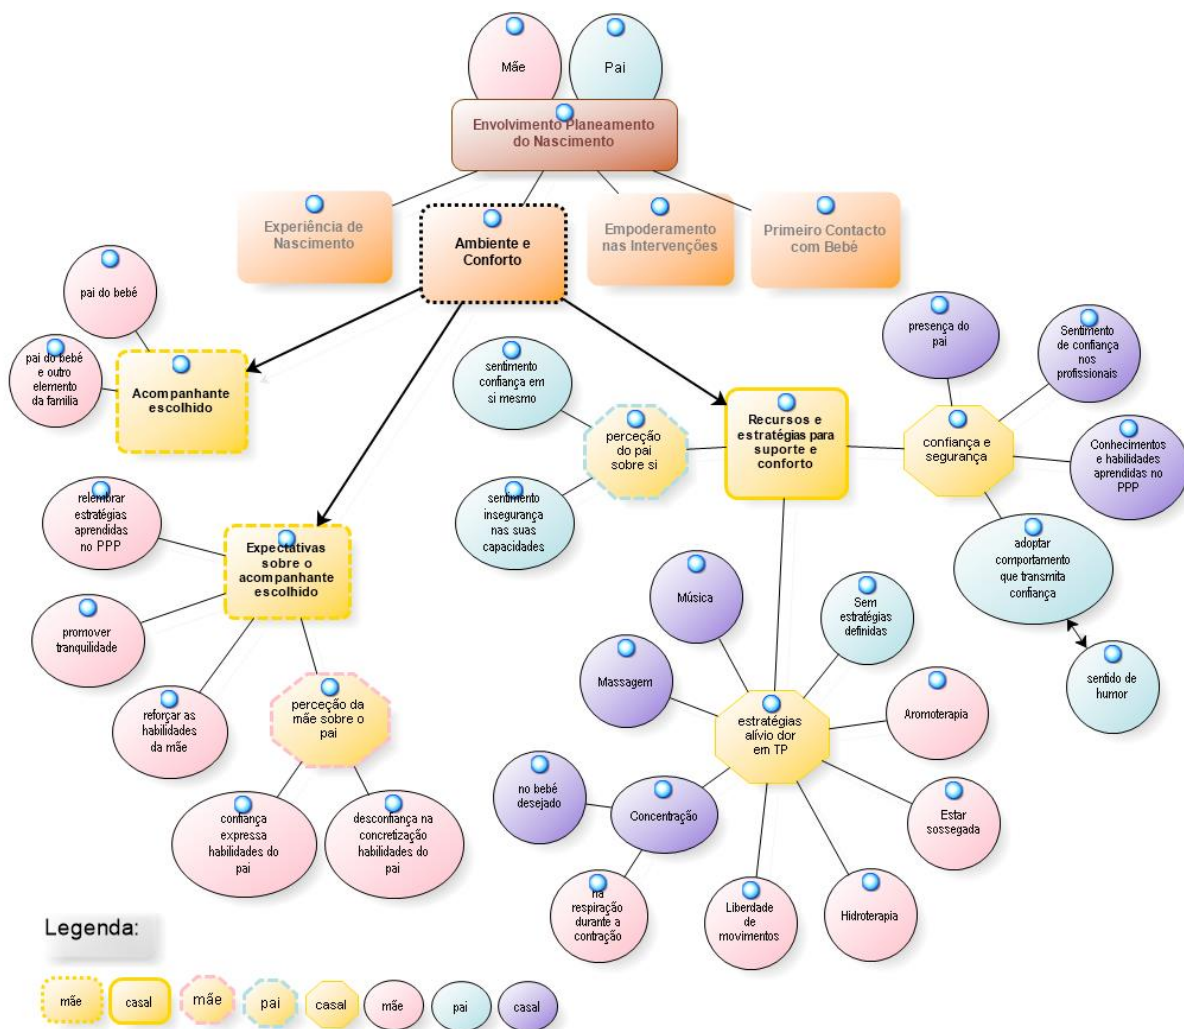 Mãe
Pai
Envolvimento Planeamento
do Nascimento
Experiência de
Nascimento
Ambiente e
Conforto
Empoderamento
nas Intervenções
Primeiro Contacto
com Bebé
pai do bebé
pai do bebé
e outro
elemento
da familia
Acompanhante
escolhido
sentimento
confiança em
si mesmo
perceção
do pai
sobre si
sentimento
insegurança
nas suas
capacidades
Recursos e
estratégias para
suporte e
conforto
presença do
pai
Sentimento
de confiança
nos
profissionais
confiança e
segurança
Conhecimentos
e habilidades
aprendidas no
PPP
adoptar
comportamento
que transmita
confiança
sentido de
humor
relembrar
estratégias
aprendidas
no PPP
Expectativas
sobre o
acompanhante
escolhido
promover
tranquilidade
reforçar as
habilidades
da mãe
perceção da
mãe sobre o
pai
confiança
expressa
habilidades do
pai
desconfiança na
concretização
habilidades do
pai
Música
Sem
estratégias
definidas
Massagem
estratégias
alívio dor
em TP
Aromoterapia
no bebé
desejado
Concentração
Estar
sossegada
na
respiração
durante a
contração
Liberdade
de
movimentos
Hidroterapia
Legenda:
mãe
casal
mãe
pai
casal
mãe
pai
casal